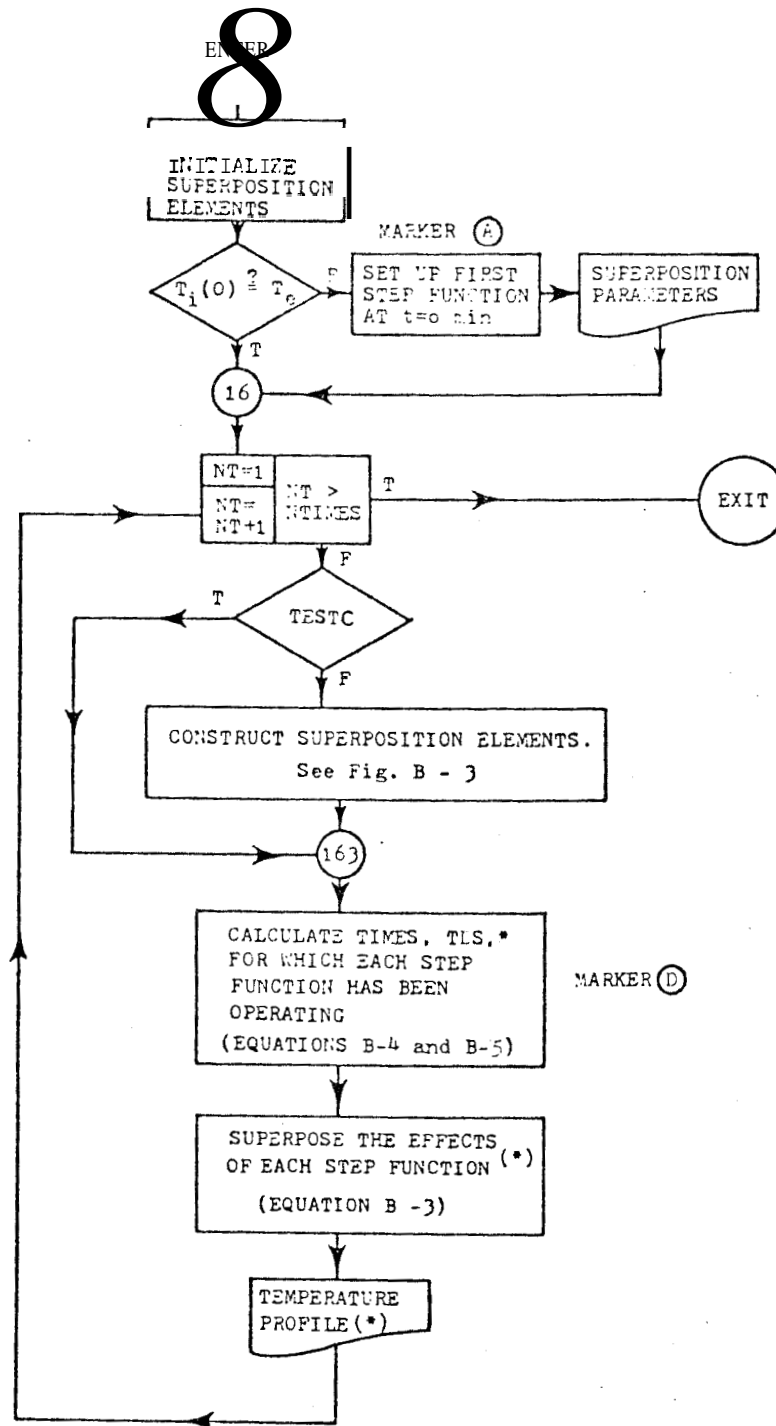 ENTER
8
INITIALIZE
SUPERPOSITION
ELEMENTS
MARKER A
T_i(0) ?= T_e
F
SET UP FIRST
STEP FUNCTION
AT t=o min
SUPERPOSITION
PARAMETERS
T
16
NT=1
NT=
NT+1
NT >
NTIMES
T
EXIT
F
T
TESTC
F
CONSTRUCT SUPERPOSITION ELEMENTS.
See Fig. B - 3
163
CALCULATE TIMES, TLS,*
FOR WHICH EACH STEP
FUNCTION HAS BEEN
OPERATING
(EQUATIONS B-4 and B-5)
MARKER D
SUPERPOSE THE EFFECTS
OF EACH STEP FUNCTION (*)
(EQUATION B -3)
TEMPERATURE
PROFILE(*)